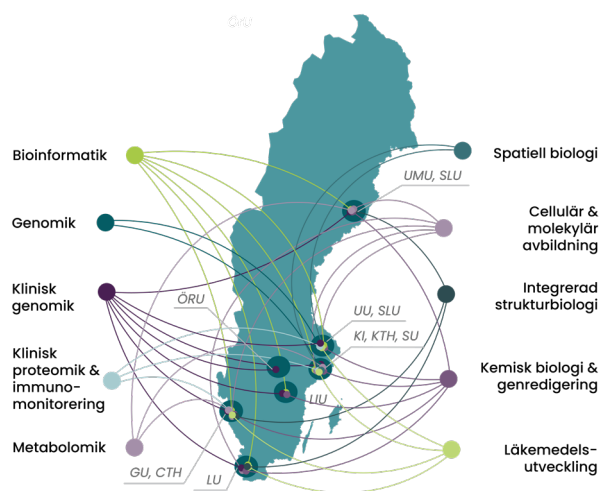 ÖRU
Bioinformatik
Spatiell biologi
UMU, SLU
Genomik
Cellulär &
molekylär
avbildning
Klinisk
genomik
ÖRU
Integrerad
strukturbiologi
UU, SLU
KI, KTH, SU
Klinisk
proteomik &
immuno-
monitorering
Kemisk biologi &
genredigering
LIU
Metabolomik
GU, CTH
LU
Läkemedels-
utveckling